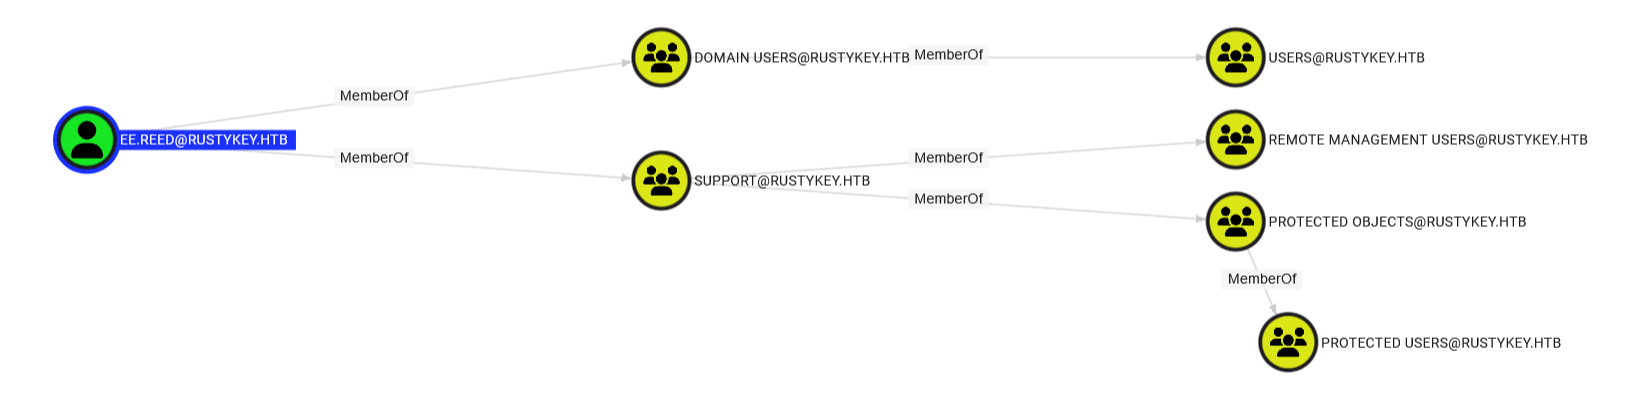 DOMAIN USERS@RUSTYKEY.HTB
MemberOf
USERS@RUSTYKEY.HTB
MemberOf
EE.REED@RUSTYKEY.HTB
REMOTE MANAGEMENT USERS@RUSTYKEY.HTB
MemberOf
MemberOf
SUPPORT@RUSTYKEY.HTB
MemberOf
PROTECTED OBJECTS@RUSTYKEY.HTB
MemberOf
PROTECTED USERS@RUSTYKEY.HTB